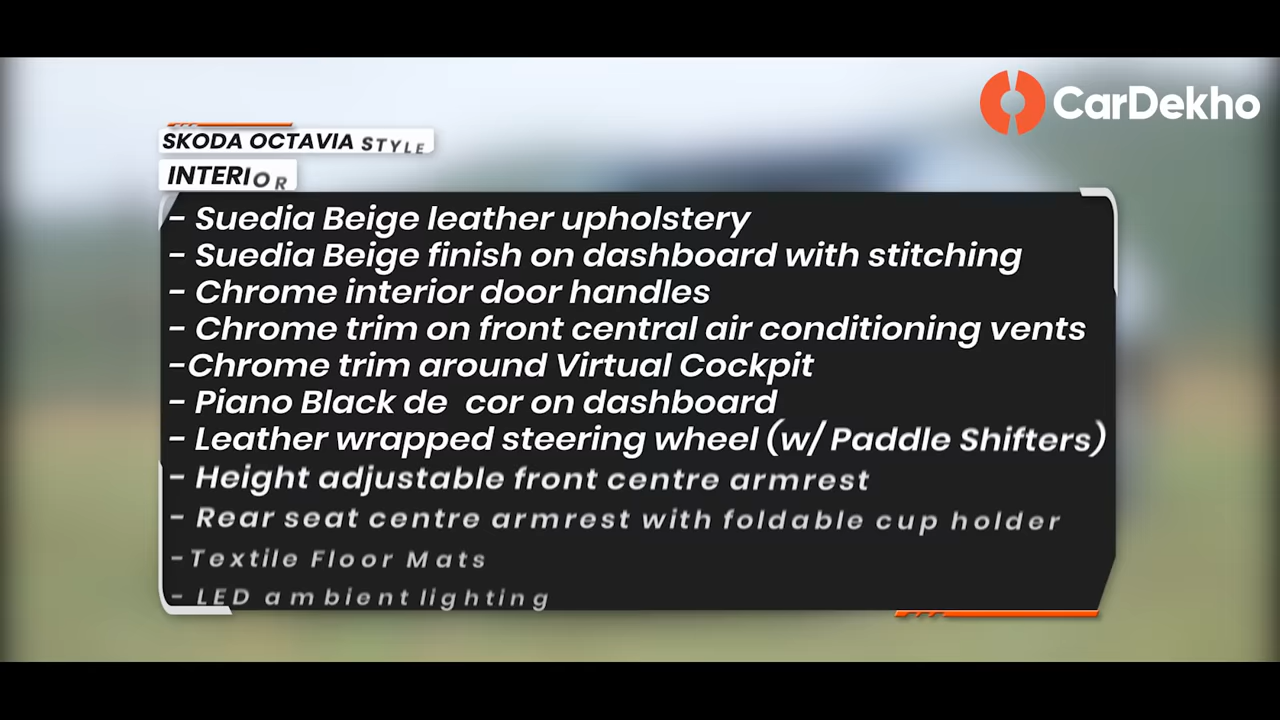 CarDekho
SKODA OCTAVIA STYLE
INTERIOR
- Suedia Beige leather upholstery
- Suedia Beige finish on dashboard with stitching
- Chrome interior door handles
- Chrome trim on front central air conditioning vents
-Chrome trim around Virtual Cockpit
- Piano Black de  cor on dashboard
- Leather wrapped steering wheel (w/ Paddle Shifters)
- Height adjustable front centre armrest
- Rear seat centre armrest with foldable cup holder
-Textile Floor Mats
- LED ambient lighting